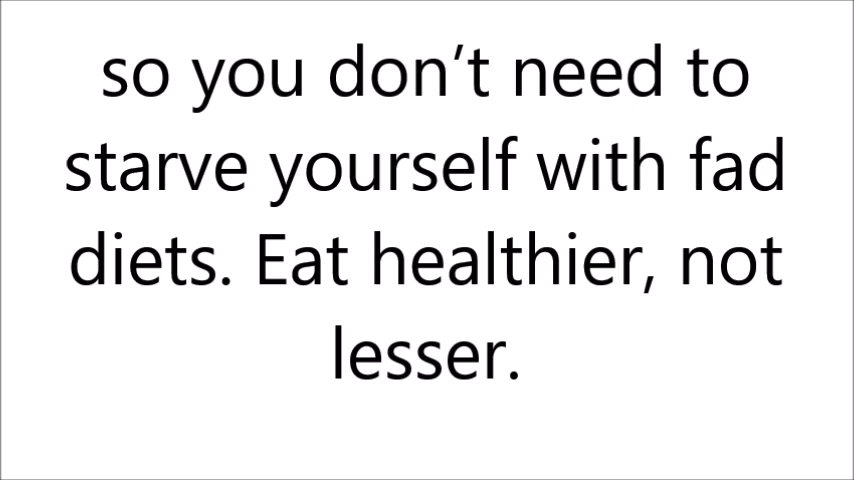 so you don’t need to
starve yourself with fad
diets. Eat healthier, not
lesser.